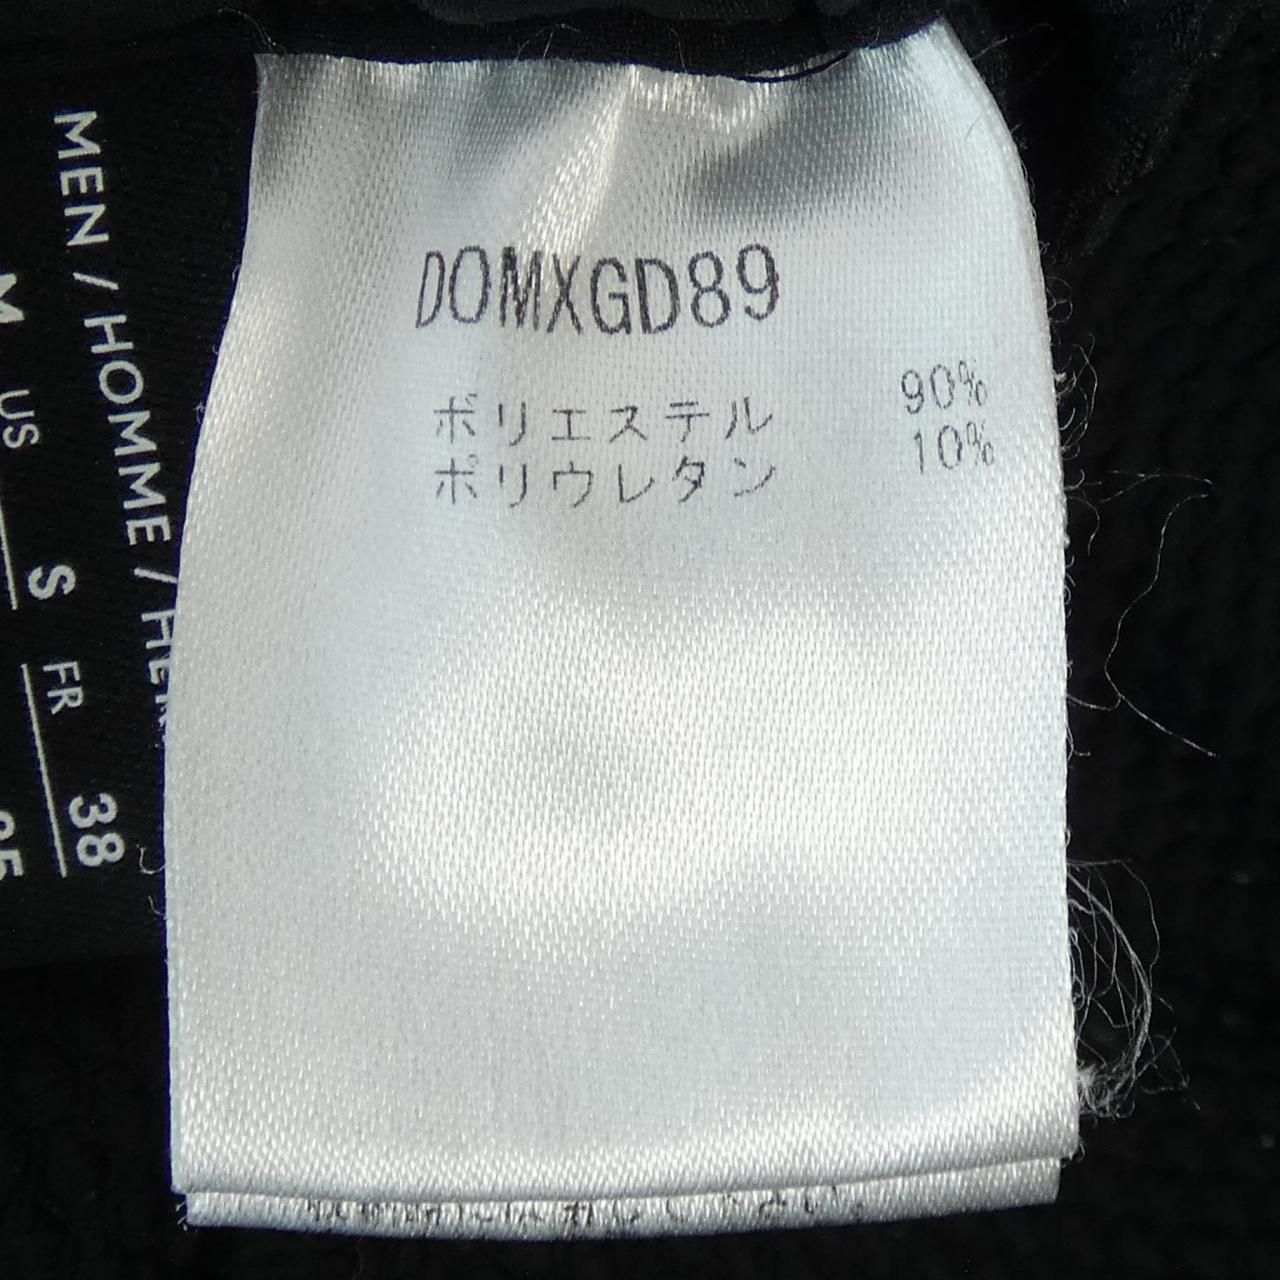 DOMXGD89
ポリエステル 90%
ポリウレタン 10%
MEN / HOMME /
M
US S
FR 38